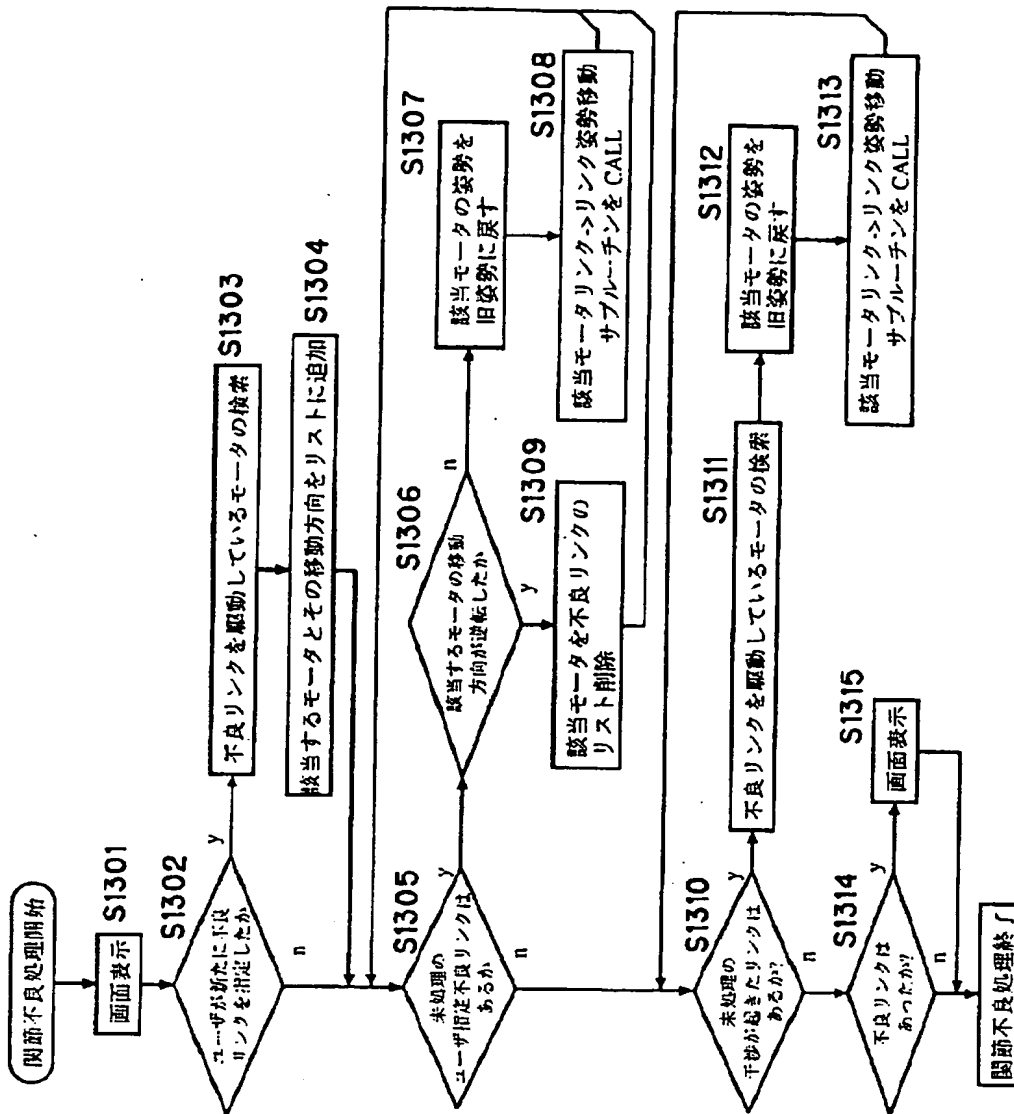 関節不良処理開始
S1301
画面表示
S1302
ユーザが新たに不良
リンクを指定したか
y
n
S1303
不良リンクを駆動しているモータの検索
S1304
該当するモータとその移動方向をリストに追加
S1305
未処理の
ユーザ指定不良リンクは
あるか
y
n
S1306
該当するモータの移動
方向が逆転したか
n
y
S1307
該当モータの姿勢を
旧姿勢に戻す
S1308
該当モータリンク->リンク姿勢移動
サブルーチンをCALL
S1309
該当モータを不良リンクの
リスト削除
S1310
未処理の
干渉が起きたリンクは
あるか?
y
n
S1311
不良リンクを駆動しているモータの検索
S1312
該当モータの姿勢を
旧姿勢に戻す
S1313
該当モータリンク->リンク姿勢移動
サブルーチンをCALL
S1314
不良リンクは
あったか?
y
n
S1315
画面表示
関節不良処理終了